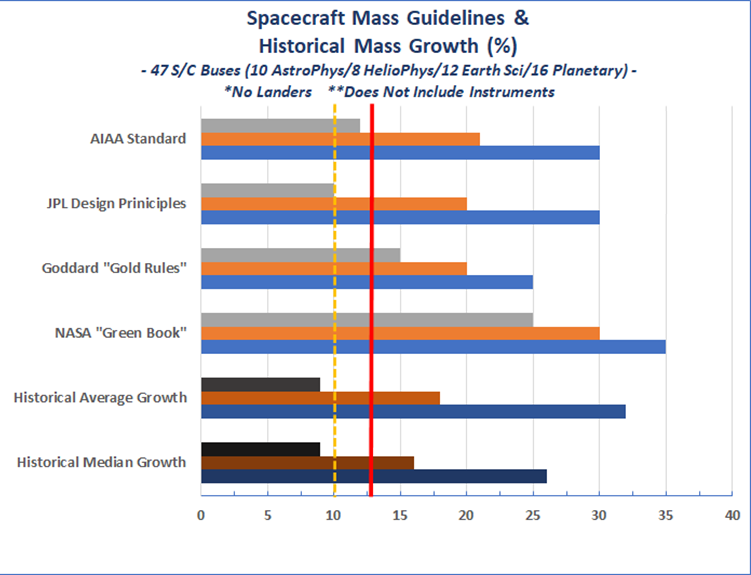 Spacecraft Mass Guidelines &
Historical Mass Growth (%)
- 47 S/C Buses (10 AstroPhys/8 HelioPhys/12 Earth Sci/16 Planetary) -
*No Landers   **Does Not Include Instruments
AIAA Standard
JPL Design Priniciples
Goddard "Gold Rules"
NASA "Green Book"
Historical Average Growth
Historical Median Growth
0 5 10 15 20 25 30 35 40